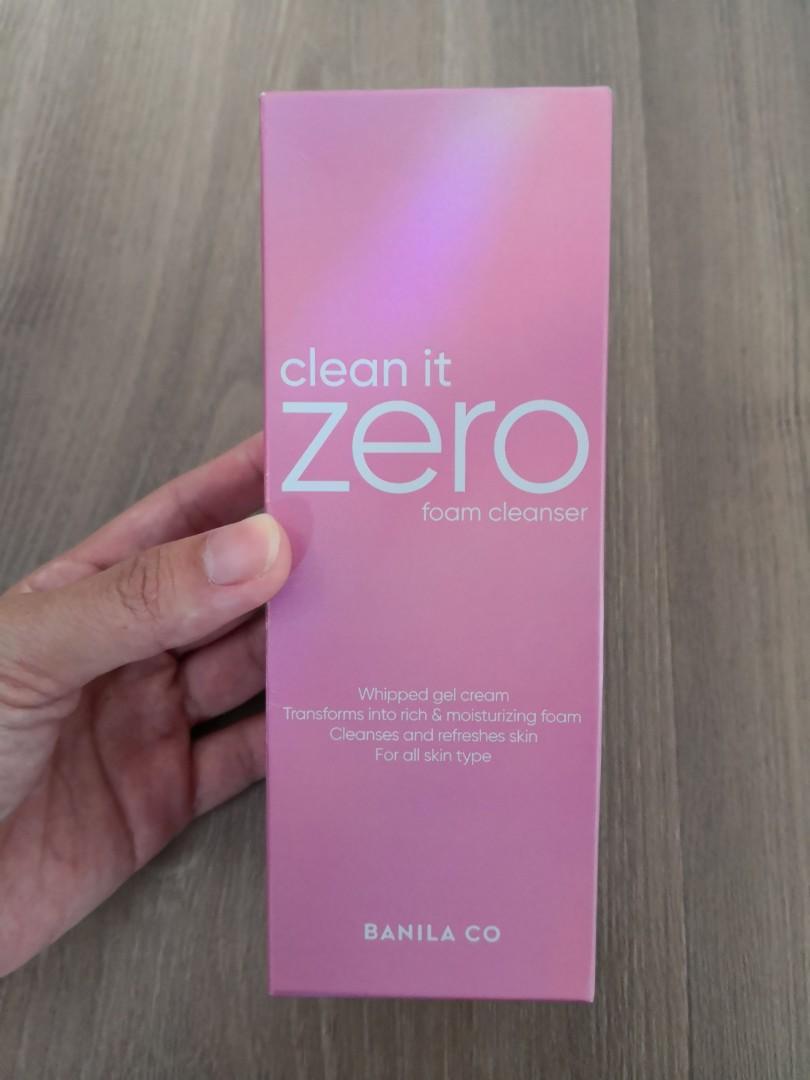 clean it
zero
foam cleanser
Whipped gel cream
Transforms into rich & moisturizing foam
Cleanses and refreshes skin
For all skin type
BANILA CO